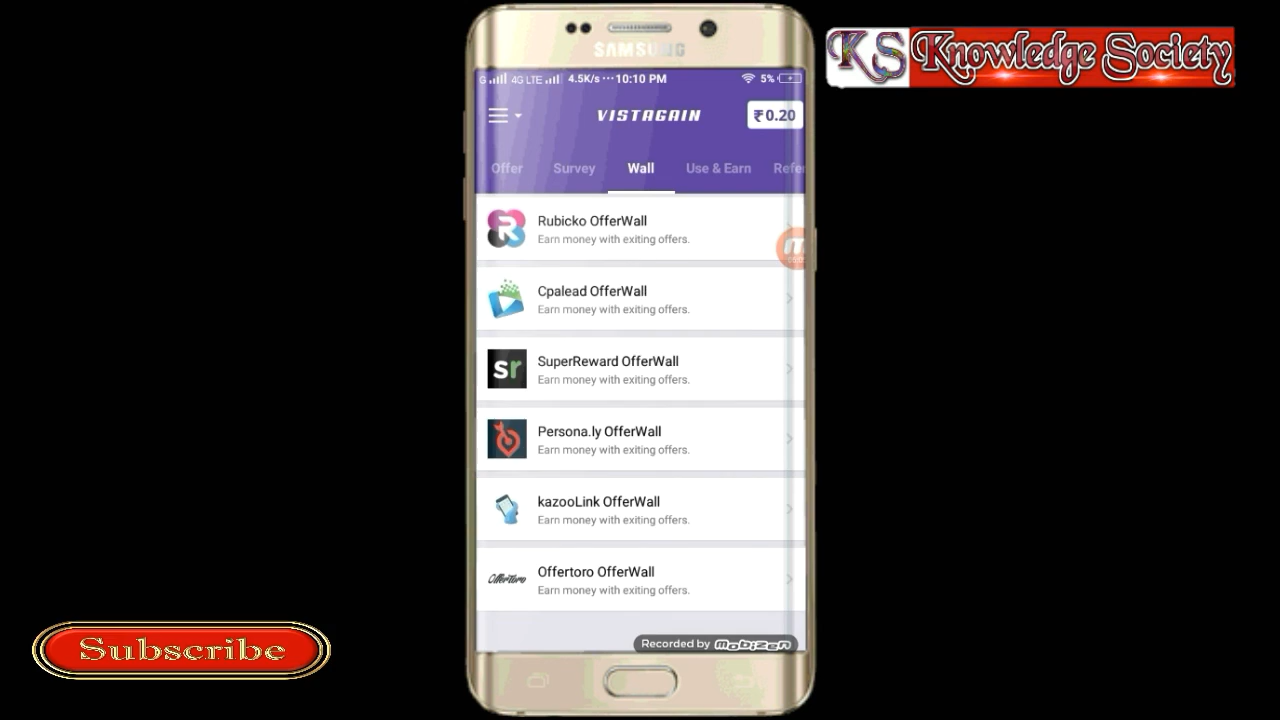 KS Knowledge Society
SAMSUNG
G 4G LTE 4.5K/s ··· 10:10 PM 5%
VISTAGAIN
₹0.20
Offer Survey Wall Use & Earn Refer
Rubicko OfferWall
Earn money with exiting offers.
Cpalead OfferWall
Earn money with exiting offers.
SuperReward OfferWall
Earn money with exiting offers.
Persona.ly OfferWall
Earn money with exiting offers.
kazooLink OfferWall
Earn money with exiting offers.
OfferToro
Offertoro OfferWall
Earn money with exiting offers.
sr
Recorded by mobizen
Subscribe